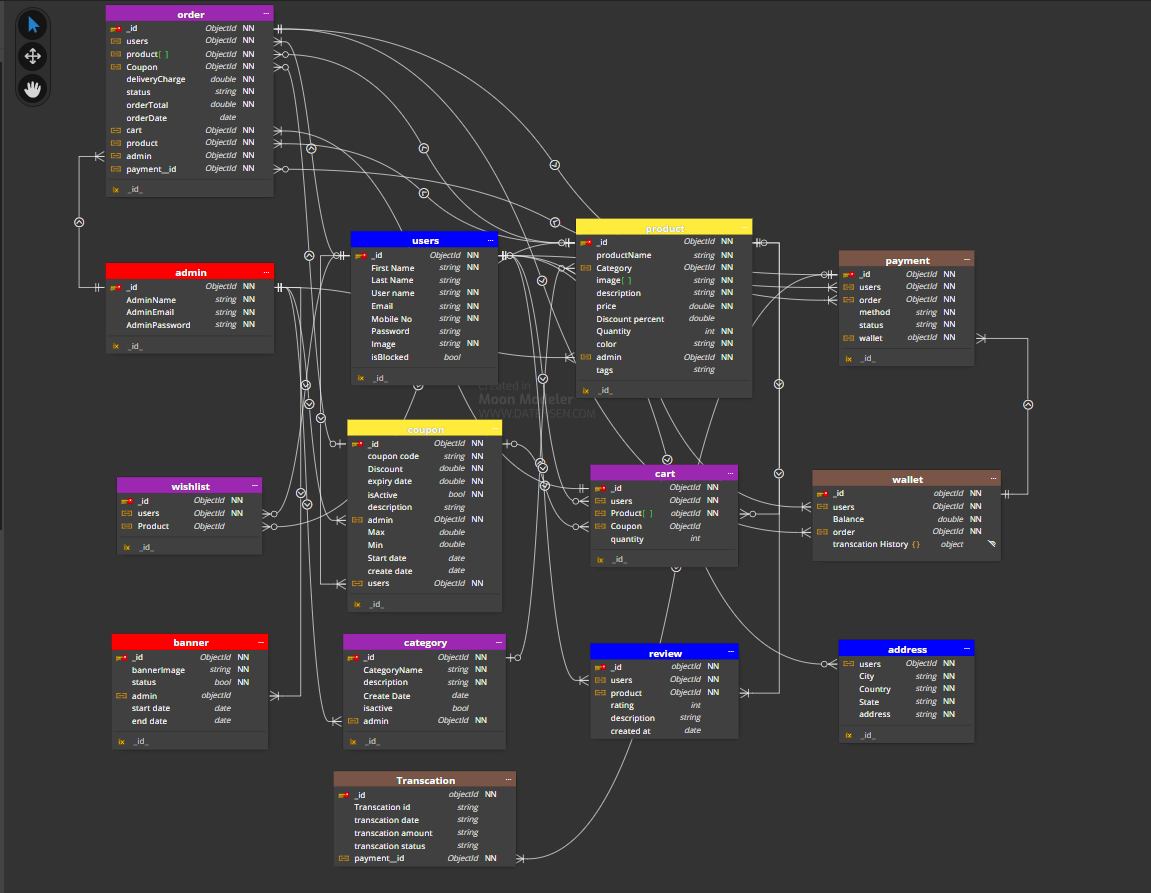 order ...
_id ObjectId NN
users ObjectId NN
product[ ] ObjectId NN
Coupon ObjectId NN
deliveryCharge double NN
status string NN
orderTotal double NN
orderDate date
cart ObjectId NN
product ObjectId NN
admin ObjectId NN
payment__id ObjectId NN
ix _id_
admin ...
_id ObjectId NN
AdminName string NN
AdminEmail string NN
AdminPassword string NN
ix _id_
users ...
_id ObjectId NN
First Name string NN
Last Name string
User name string NN
Email string NN
Mobile No string NN
Password string
Image string NN
isBlocked bool
ix _id_
product ...
_id ObjectId NN
productName string NN
Category ObjectId NN
image[ ] string NN
description string NN
price double NN
Discount percent double
Quantity int NN
color string NN
admin ObjectId NN
tags string
ix _id_
payment ...
_id ObjectId NN
users ObjectId NN
order ObjectId NN
method string NN
status string NN
wallet objectId NN
ix _id_
Created in
Moon Modeler
WWW.DATENSEN.COM
coupon ...
_id ObjectId NN
coupon code string NN
Discount double NN
expiry date double NN
isActive bool NN
description string
admin ObjectId NN
Max double
Min double
Start date date
create date date
users ObjectId NN
ix _id_
wishlist ...
_id ObjectId NN
users ObjectId NN
Product ObjectId
ix _id_
cart ...
_id ObjectId NN
users ObjectId NN
Product[ ] ObjectId
Coupon ObjectId
quantity int
ix _id_
wallet ...
_id objectId NN
users ObjectId NN
Balance double NN
order ObjectId NN
transcation History {} object
banner ...
_id ObjectId NN
bannerImage string NN
status bool NN
admin objectId
start date date
end date date
ix _id_
category ...
_id ObjectId NN
CategoryName string NN
description string NN
Create Date date
isactive bool
admin ObjectId NN
ix _id_
review ...
_id objectId NN
users ObjectId NN
product ObjectId NN
rating int
description string
created at date
address ...
users ObjectId NN
City string NN
Country string NN
State string NN
address string NN
ix _id_
Transcation ...
_id objectId NN
Transcation id string
transcation date string
transcation amount string
transcation status string
payment__id ObjectId NN